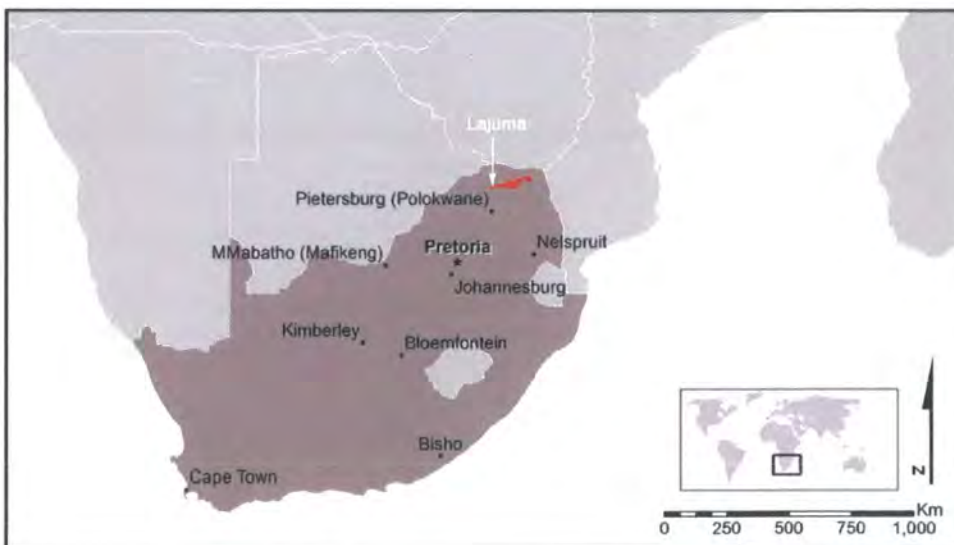 Lajuma
Pietersburg (Polokwane)
MMabatho (Mafikeng)
Pretoria
Nelspruit
Johannesburg
Kimberley
Bloemfontein
Bisho
Cape Town
N
Km
0 250 500 750 1,000